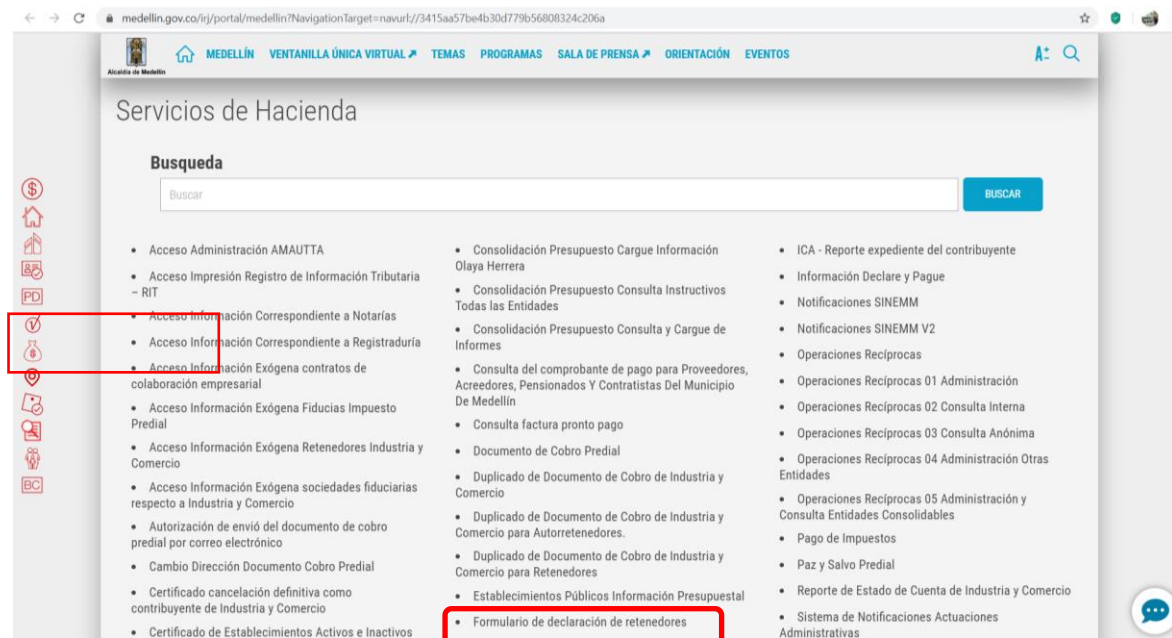 medellin.gov.co/irj/portal/medellin?NavigationTarget=navurl://3415aa57be4b30d779b56808324c206a
Alcaldía de Medellín
MEDELLÍN VENTANILLA ÚNICA VIRTUAL TEMAS PROGRAMAS SALA DE PRENSA ORIENTACIÓN EVENTOS
Servicios de Hacienda
Busqueda
Buscar
BUSCAR
PD
BC
• Acceso Administración AMAUTTA
• Acceso Impresión Registro de Información Tributaria
– RIT
• Acceso Información Correspondiente a Notarías
• Acceso Información Correspondiente a Registraduría
• Acceso Información Exógena contratos de
colaboración empresarial
• Acceso Información Exógena Fiducias Impuesto
Predial
• Acceso Información Exógena Retenedores Industria y
Comercio
• Acceso Información Exógena sociedades fiduciarias
respecto a Industria y Comercio
• Autorización de envió del documento de cobro
predial por correo electrónico
• Cambio Dirección Documento Cobro Predial
• Certificado cancelación definitiva como
contribuyente de Industria y Comercio
• Certificado de Establecimientos Activos e Inactivos
• Consolidación Presupuesto Cargue Información
Olaya Herrera
• Consolidación Presupuesto Consulta Instructivos
Todas las Entidades
• Consolidación Presupuesto Consulta y Cargue de
Informes
• Consulta del comprobante de pago para Proveedores,
Acreedores, Pensionados Y Contratistas Del Municipio
De Medellín
• Consulta factura pronto pago
• Documento de Cobro Predial
• Duplicado de Documento de Cobro de Industria y
Comercio
• Duplicado de Documento de Cobro de Industria y
Comercio para Autorretenedores.
• Duplicado de Documento de Cobro de Industria y
Comercio para Retenedores
• Establecimientos Públicos Información Presupuestal
• Formulario de declaración de retenedores
• ICA - Reporte expediente del contribuyente
• Información Declare y Pague
• Notificaciones SINEMM
• Notificaciones SINEMM V2
• Operaciones Recíprocas
• Operaciones Recíprocas 01 Administración
• Operaciones Recíprocas 02 Consulta Interna
• Operaciones Recíprocas 03 Consulta Anónima
• Operaciones Recíprocas 04 Administración Otras
Entidades
• Operaciones Recíprocas 05 Administración y
Consulta Entidades Consolidables
• Pago de Impuestos
• Paz y Salvo Predial
• Reporte de Estado de Cuenta de Industria y Comercio
• Sistema de Notificaciones Actuaciones
Administrativas